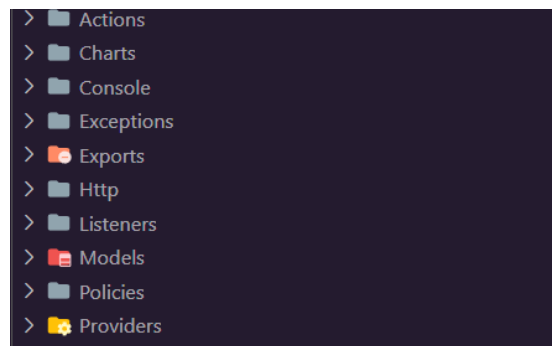 Actions
Charts
Console
Exceptions
Exports
Http
Listeners
Models
Policies
Providers